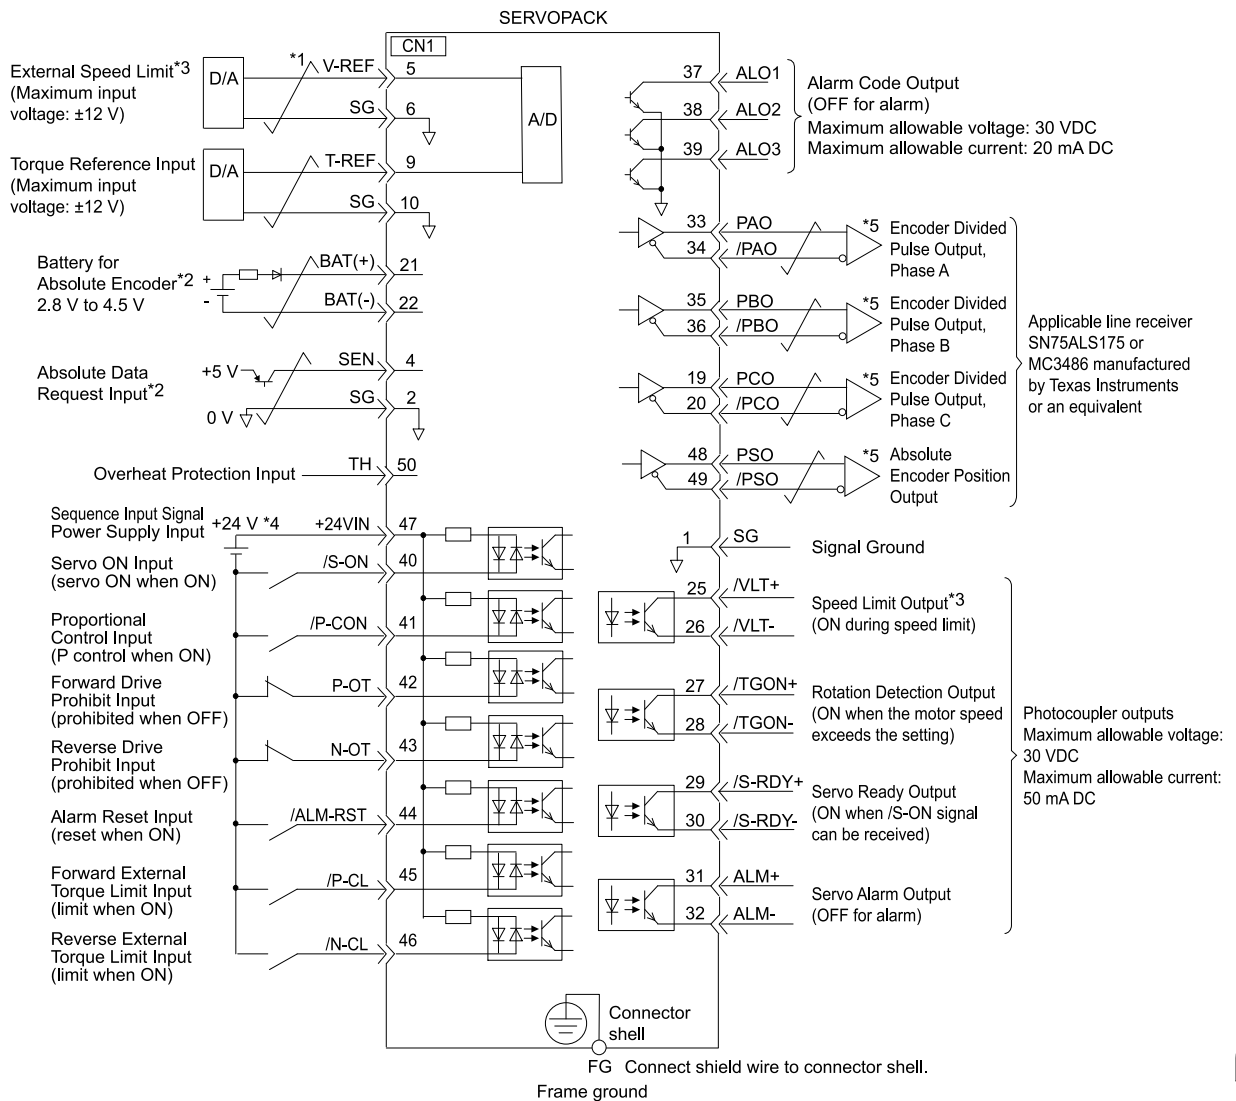 SERVOPACK
CN1
External Speed Limit*3
(Maximum input
voltage: ±12 V)
D/A
*1
V-REF
5
SG
6
A/D
Torque Reference Input
(Maximum input
voltage: ±12 V)
D/A
T-REF
9
SG
10
Battery for
Absolute Encoder*2
2.8 V to 4.5 V
+
-
BAT(+)
21
BAT(-)
22
Absolute Data
Request Input*2
+5 V
0 V
SEN
4
SG
2
Overheat Protection Input
TH
50
Sequence Input Signal
Power Supply Input
+24 V *4
+24VIN
47
Servo ON Input
(servo ON when ON)
/S-ON
40
Proportional
Control Input
(P control when ON)
/P-CON
41
Forward Drive
Prohibit Input
(prohibited when OFF)
P-OT
42
Reverse Drive
Prohibit Input
(prohibited when OFF)
N-OT
43
Alarm Reset Input
(reset when ON)
/ALM-RST
44
Forward External
Torque Limit Input
(limit when ON)
/P-CL
45
Reverse External
Torque Limit Input
(limit when ON)
/N-CL
46
37
ALO1
38
ALO2
39
ALO3
Alarm Code Output
(OFF for alarm)
Maximum allowable voltage: 30 VDC
Maximum allowable current: 20 mA DC
33
PAO
34
/PAO
*5
Encoder Divided
Pulse Output,
Phase A
35
PBO
36
/PBO
*5
Encoder Divided
Pulse Output,
Phase B
19
PCO
20
/PCO
*5
Encoder Divided
Pulse Output,
Phase C
48
PSO
49
/PSO
*5
Absolute
Encoder Position
Output
Applicable line receiver
SN75ALS175 or
MC3486 manufactured
by Texas Instruments
or an equivalent
1
SG
Signal Ground
25
/VLT+
26
/VLT-
Speed Limit Output*3
(ON during speed limit)
27
/TGON+
28
/TGON-
Rotation Detection Output
(ON when the motor speed
exceeds the setting)
29
/S-RDY+
30
/S-RDY-
Servo Ready Output
(ON when /S-ON signal
can be received)
31
ALM+
32
ALM-
Servo Alarm Output
(OFF for alarm)
Photocoupler outputs
Maximum allowable voltage:
30 VDC
Maximum allowable current:
50 mA DC
Connector
shell
FG
Connect shield wire to connector shell.
Frame ground